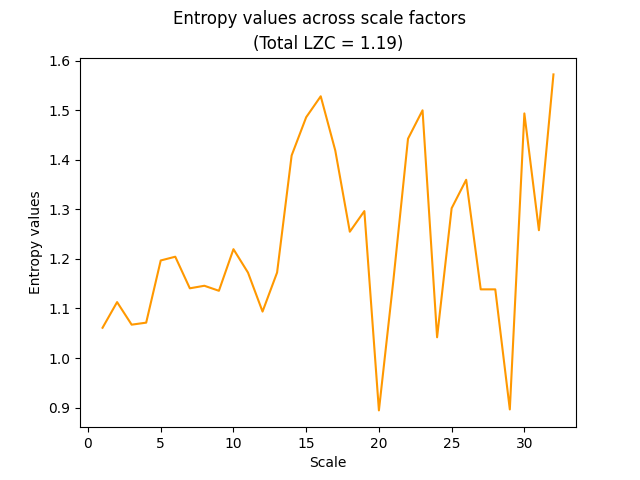 Entropy values across scale factors
(Total LZC = 1.19)
1.6
1.5
1.4
1.3
1.2
1.1
1.0
0.9
Entropy values
0 5 10 15 20 25 30
Scale